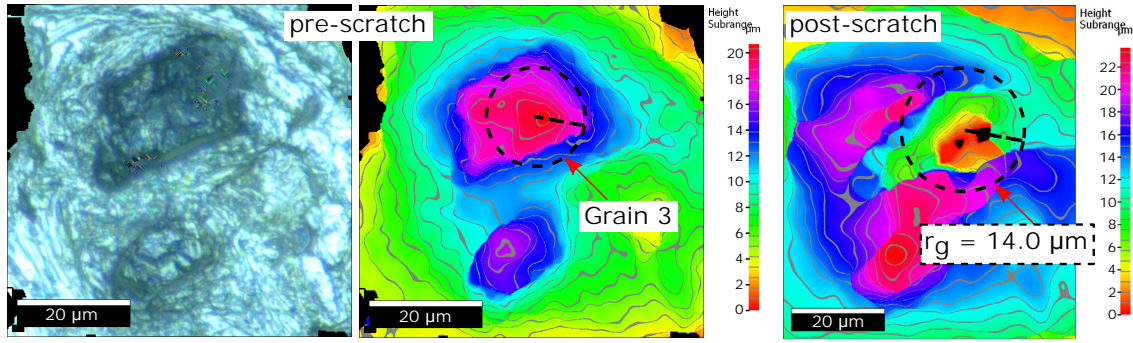 pre-scratch
20 µm
20 µm
Grain 3
Height
Subrange
µm
20
18
16
14
12
10
8
6
4
2
0
post-scratch
20 µm
r_g = 14.0 µm
Height
Subrange
µm
22
20
18
16
14
12
10
8
6
4
2
0